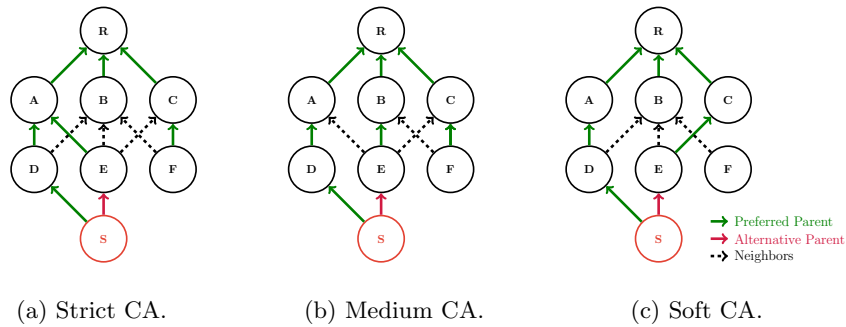 R R R
A B C A B C A B C
D E F D E F D E F
S S S
Preferred Parent
Alternative Parent
Neighbors
(a) Strict CA. (b) Medium CA. (c) Soft CA.